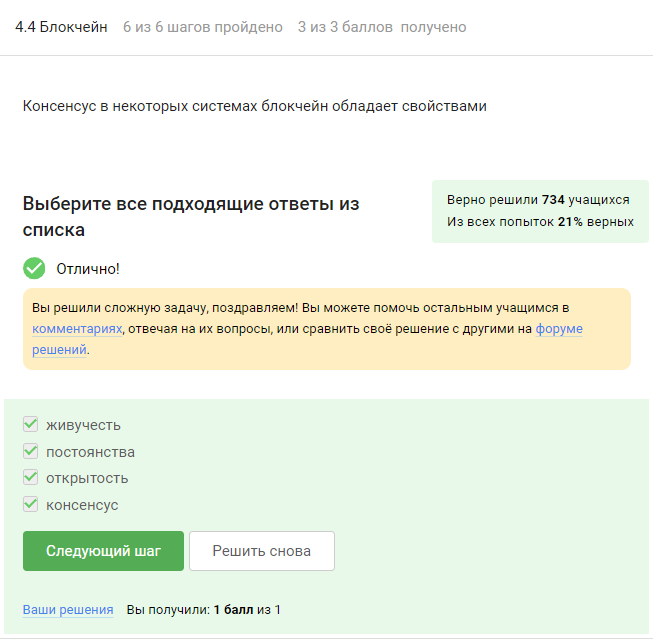 4.4 Блокчейн 6 из 6 шагов пройдено 3 из 3 баллов получено
Консенсус в некоторых системах блокчейн обладает свойствами
Выберите все подходящие ответы из
списка
Верно решили 734 учащихся
Из всех попыток 21% верных
Отлично!
Вы решили сложную задачу, поздравляем! Вы можете помочь остальным учащимся в
комментариях, отвечая на их вопросы, или сравнить своё решение с другими на форуме
решений.
живучесть
постоянства
открытость
консенсус
Следующий шаг Решить снова
Ваши решения Вы получили: 1 балл из 1